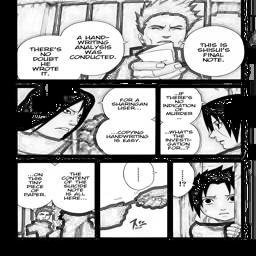 THIS IS
SHISUI'S
FINAL
NOTE.
A HAND-
WRITING
ANALYSIS
WAS
CONDUCTED.
THERE'S
NO
DOUBT
HE
WROTE
IT.
...IF
THERE'S
NO
INDICATION
OF
MURDER
...
...WHAT'S
THE
INVESTI-
GATION
FOR...?
FOR A
SHARINGAN
USER...
...COPYING
HANDWRITING
IS EASY.
!?
...
THE
CONTENT
OF THE
SUICIDE
NOTE
IS ALL
HERE...
...ON
THIS
TINY
PIECE
OF
PAPER.